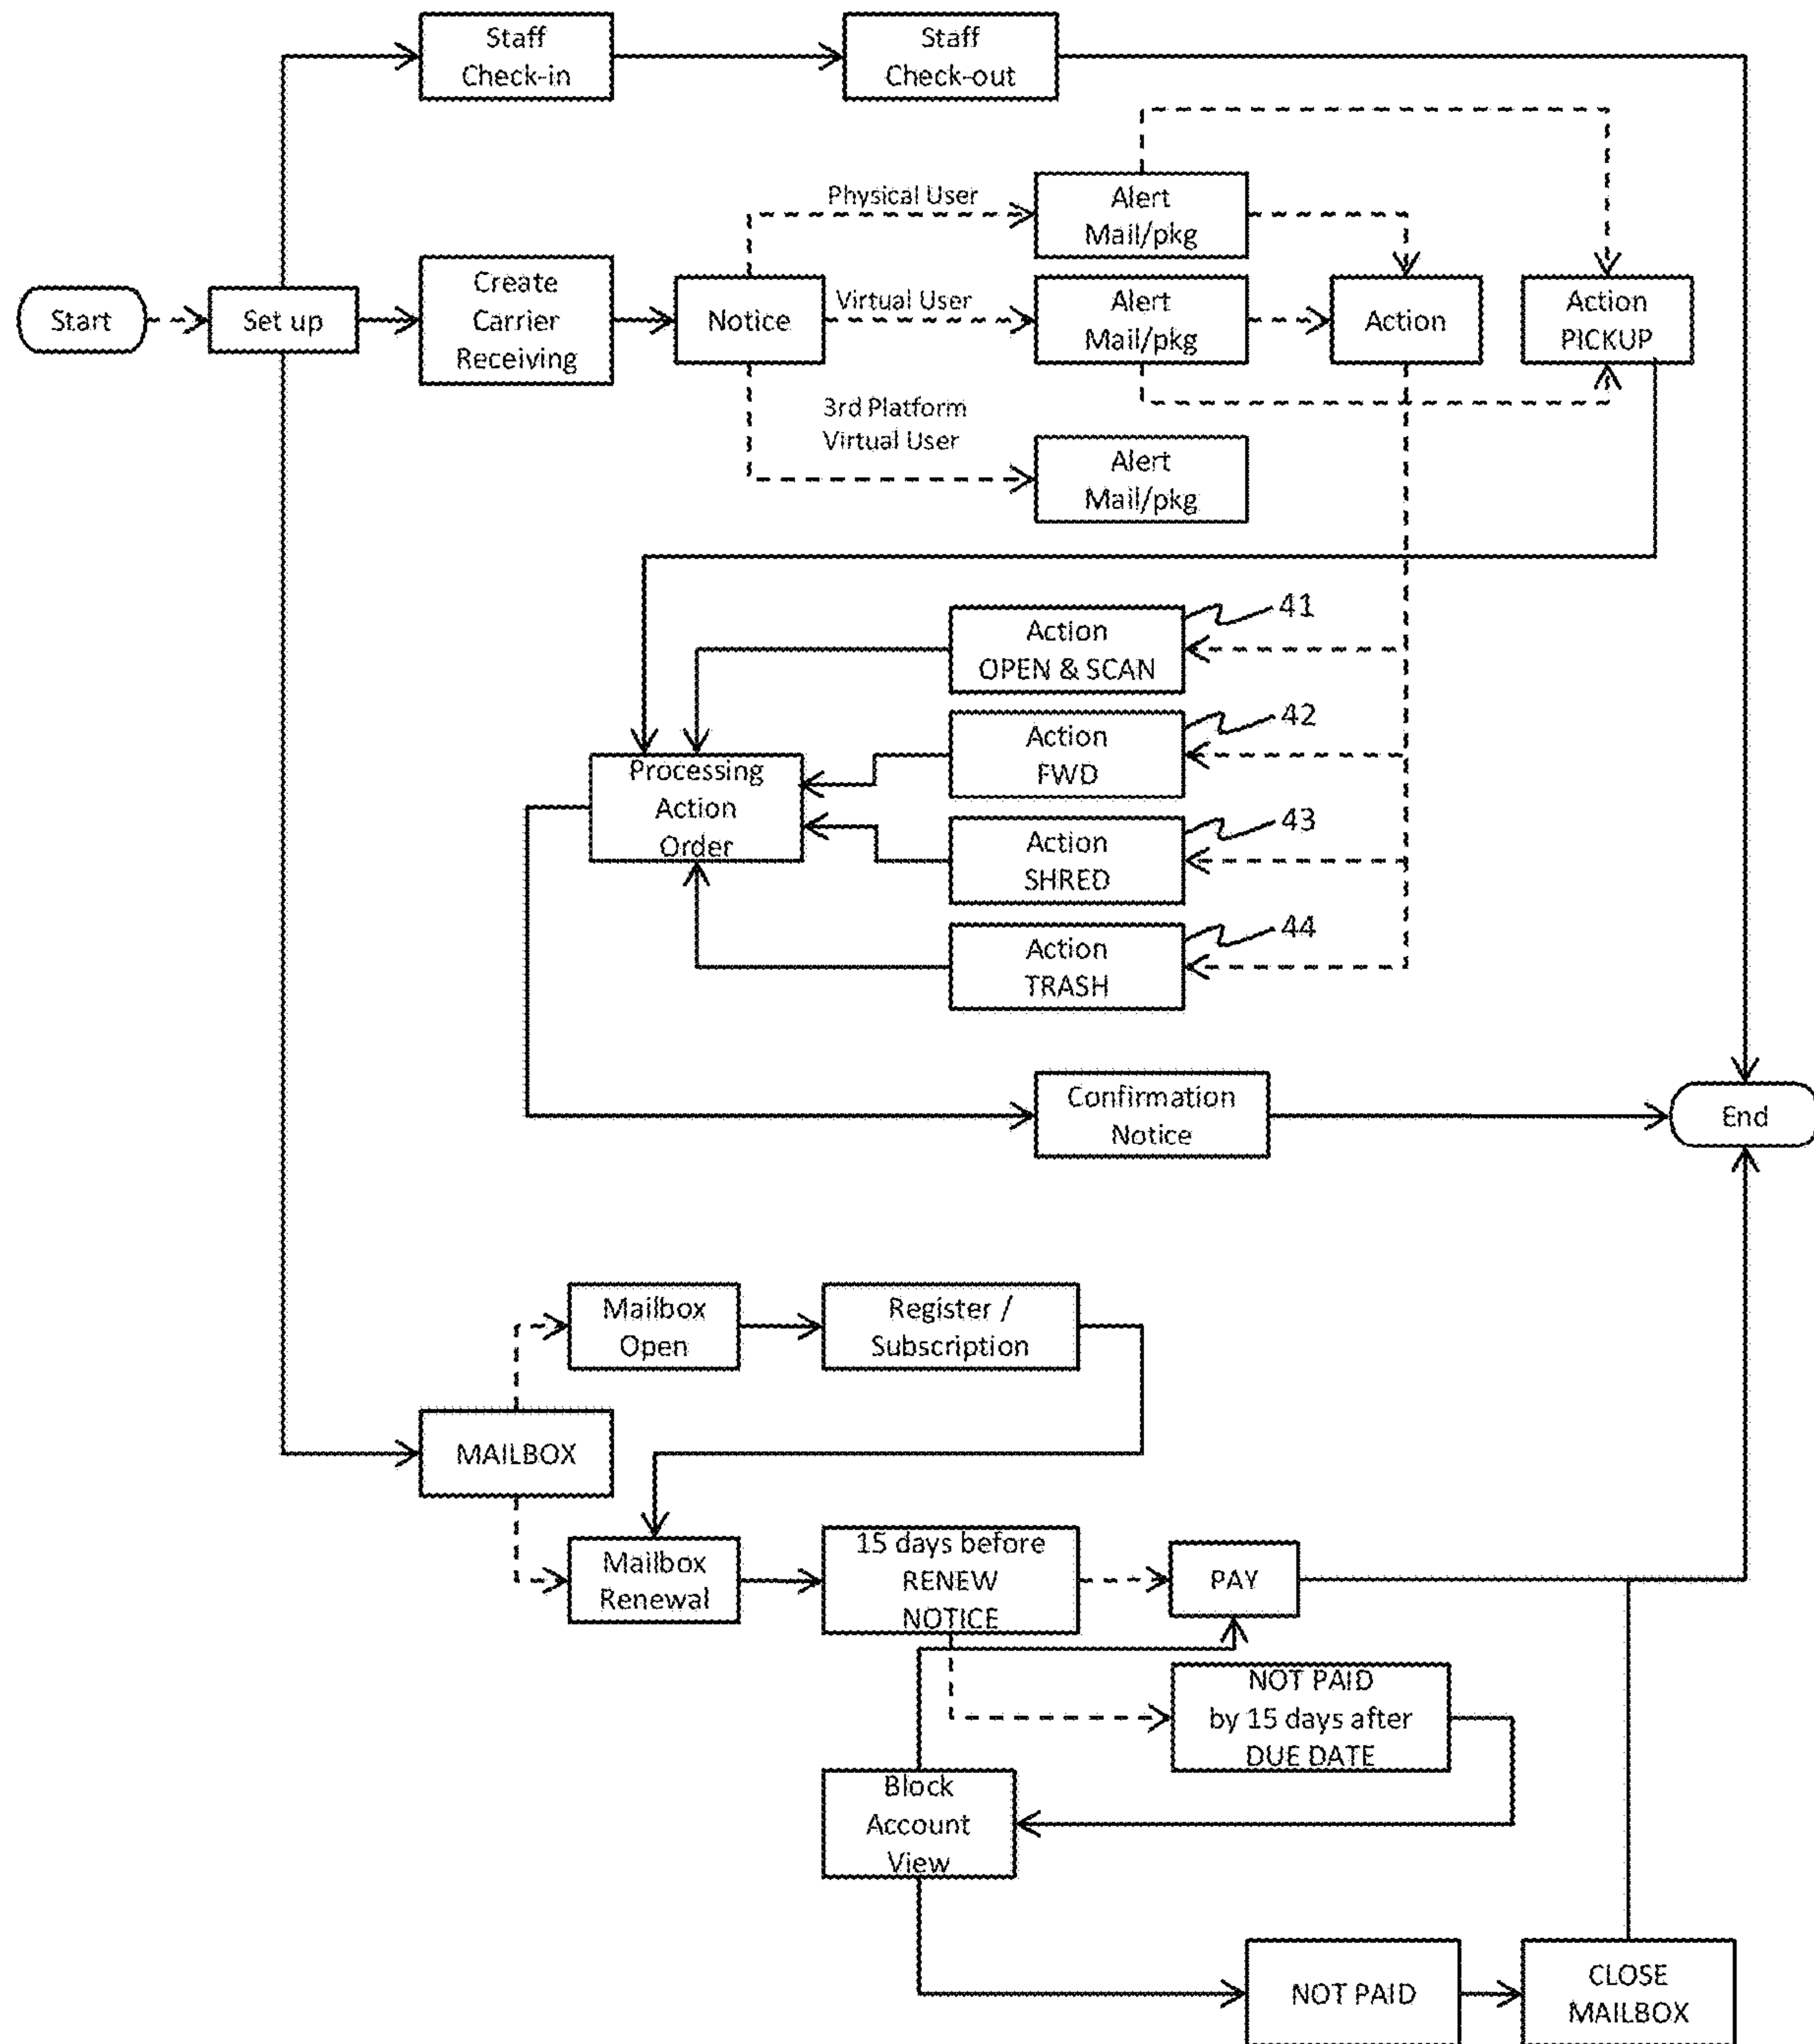 Staff
Check-in
Staff
Check-out
Physical User
Alert
Mail/pkg
Start
Set up
Create
Carrier
Receiving
Notice
Virtual User
Alert
Mail/pkg
Action
Action
PICKUP
3rd Platform
Virtual User
Alert
Mail/pkg
41
Action
OPEN & SCAN
42
Action
FWD
Processing
Action
Order
43
Action
SHRED
44
Action
TRASH
Confirmation
Notice
End
Mailbox
Open
Register /
Subscription
MAILBOX
Mailbox
Renewal
15 days before
RENEW
NOTICE
PAY
NOT PAID
by 15 days after
DUE DATE
Block
Account
View
NOT PAID
CLOSE
MAILBOX